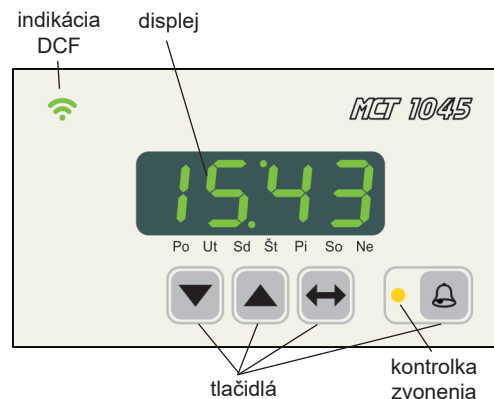 indikácia
DCF
displej
MCT 1045
15:43
Po Ut Sd Št Pi So Ne
tlačidlá
kontrolka
zvonenia